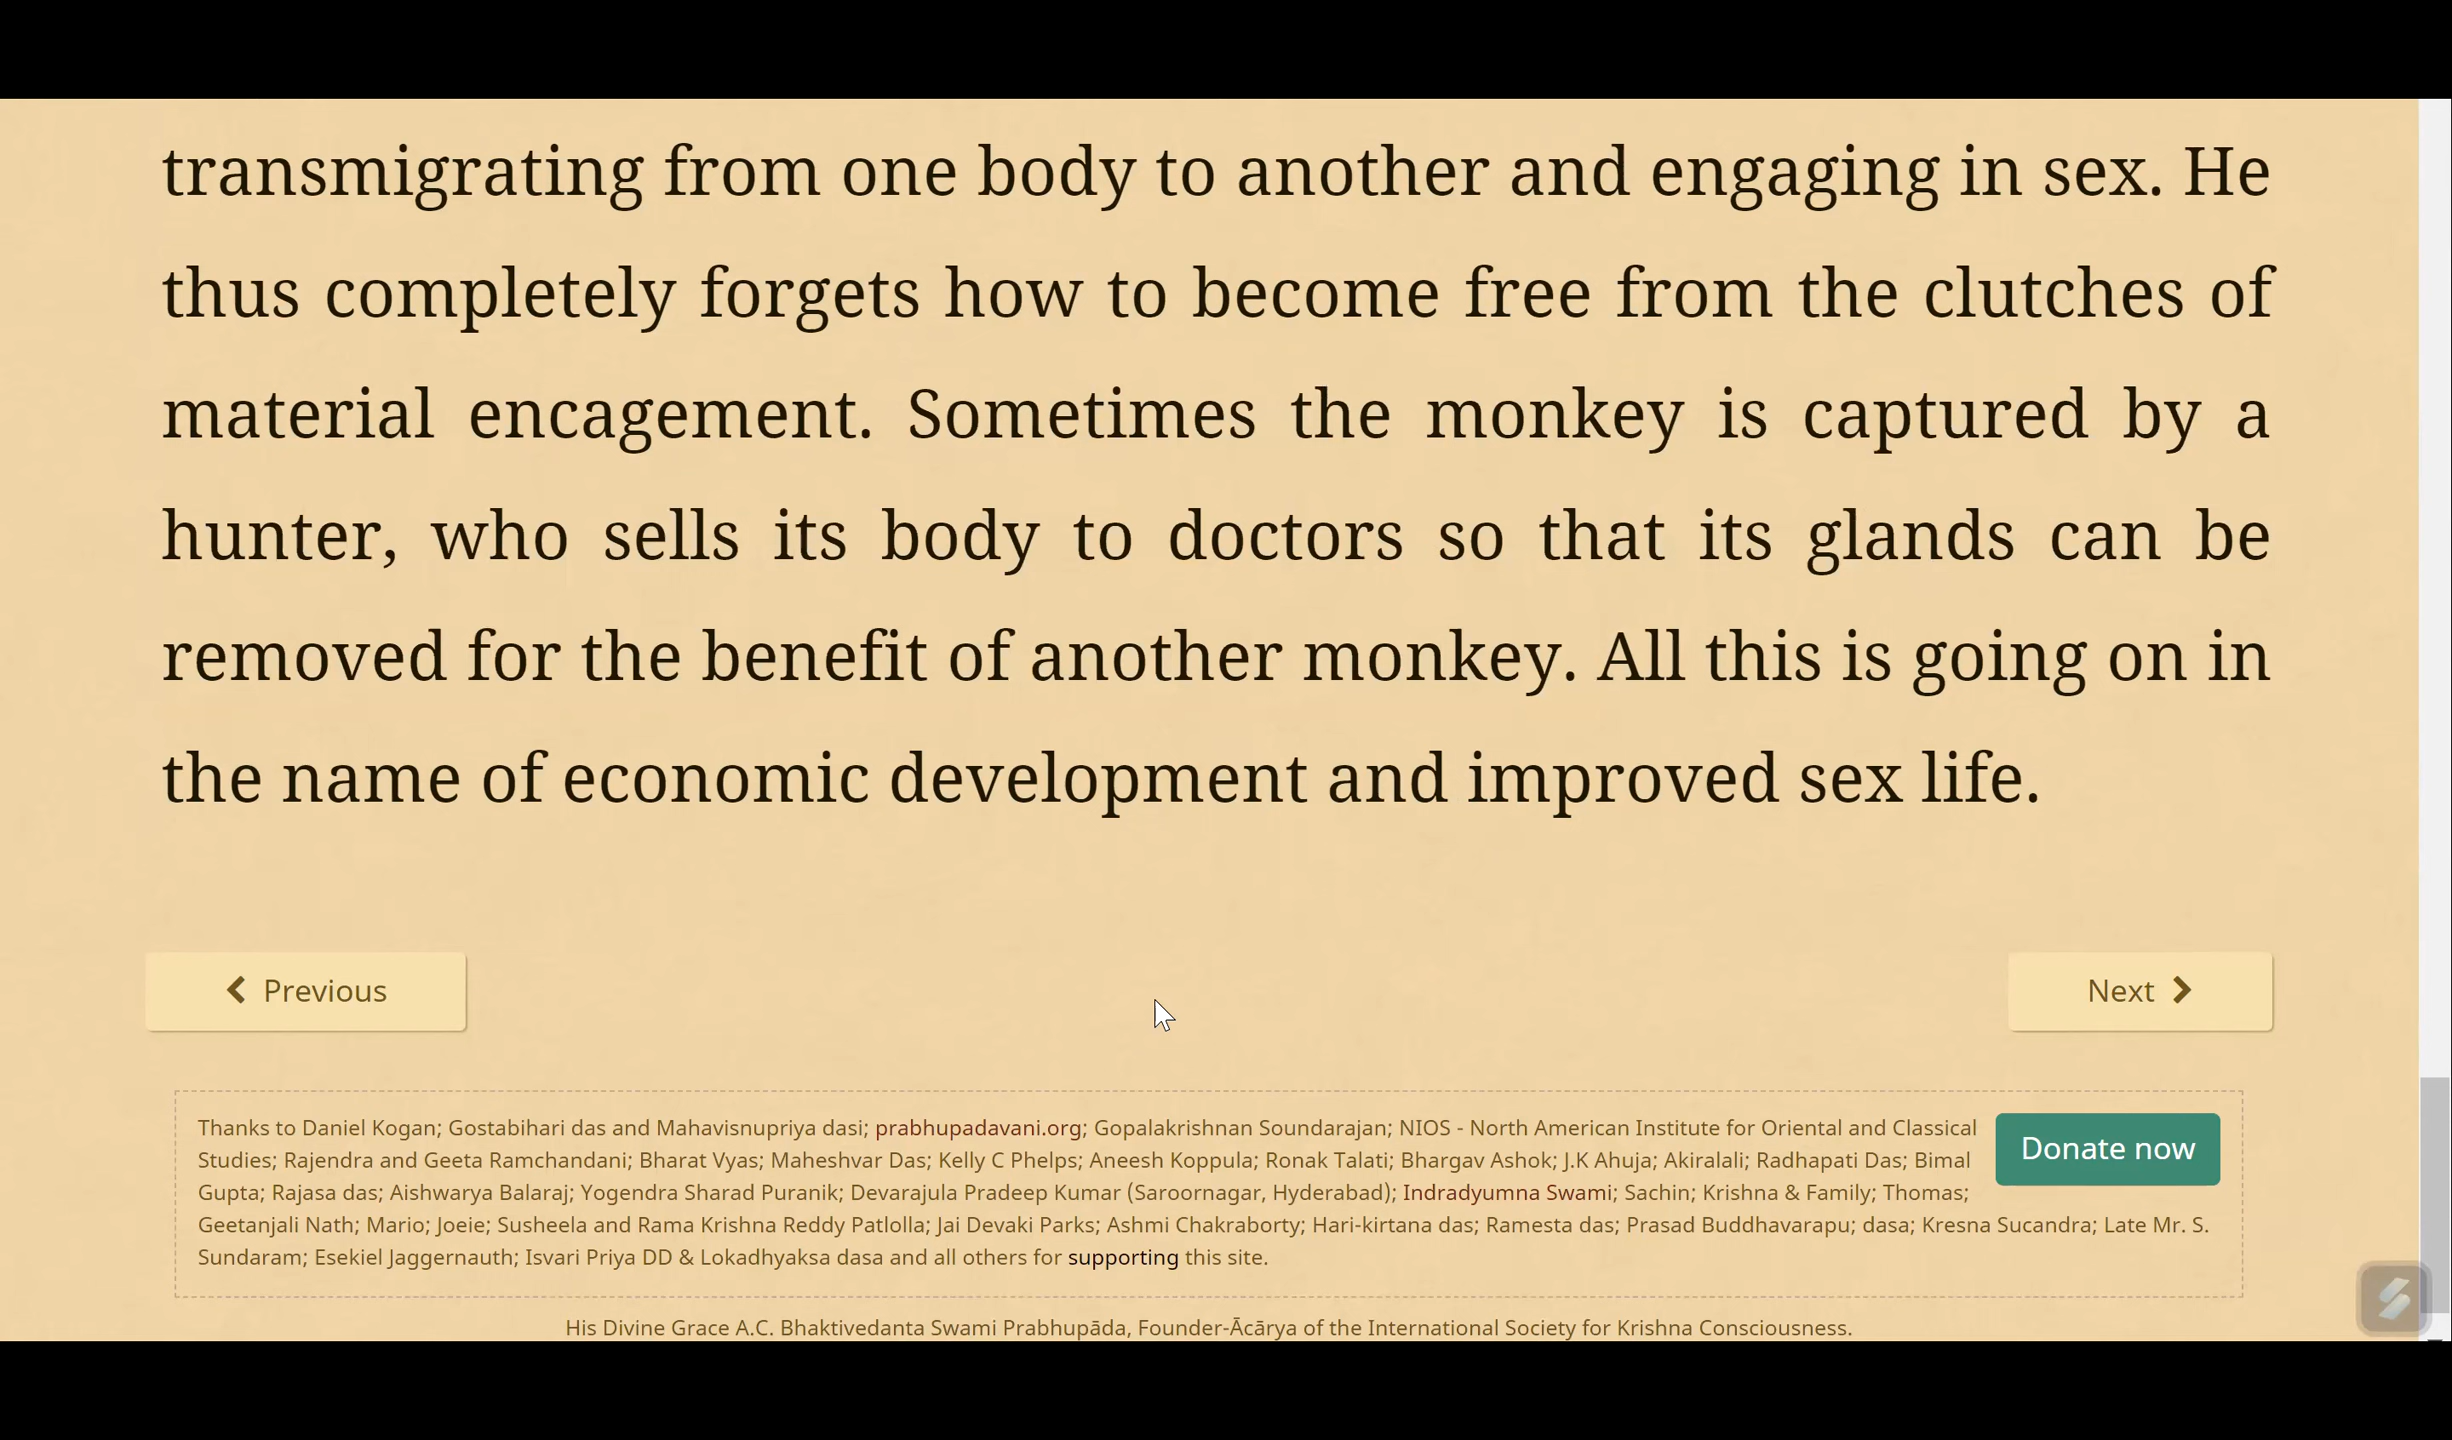 transmigrating from one body to another and engaging in sex. He
thus completely forgets how to become free from the clutches of
material encagement. Sometimes the monkey is captured by a
hunter, who sells its body to doctors so that its glands can be
removed for the benefit of another monkey. All this is going on in
the name of economic development and improved sex life.
Previous
Next
Thanks to Daniel Kogan; Gostabihari das and Mahavisnupriya dasi; prabhupadavani.org; Gopalakrishnan Soundarajan; NIOS - North American Institute for Oriental and Classical
Studies; Rajendra and Geeta Ramchandani; Bharat Vyas; Maheshvar Das; Kelly C Phelps; Aneesh Koppula; Ronak Talati; Bhargav Ashok; J.K Ahuja; Akiralali; Radhapati Das; Bimal
Gupta; Rajasa das; Aishwarya Balaraj; Yogendra Sharad Puranik; Devarajula Pradeep Kumar (Saroornagar, Hyderabad); Indradyumna Swami; Sachin; Krishna & Family; Thomas;
Geetanjali Nath; Mario; Joeie; Susheela and Rama Krishna Reddy Patlolla; Jai Devaki Parks; Ashmi Chakraborty; Hari-kirtana das; Ramesta das; Prasad Buddhavarapu; dasa; Kresna Sucandra; Late Mr. S.
Sundaram; Esekiel Jaggernauth; Isvari Priya DD & Lokadhyaksa dasa and all others for supporting this site.
Donate now
His Divine Grace A.C. Bhaktivedanta Swami Prabhupāda, Founder-Ācārya of the International Society for Krishna Consciousness.